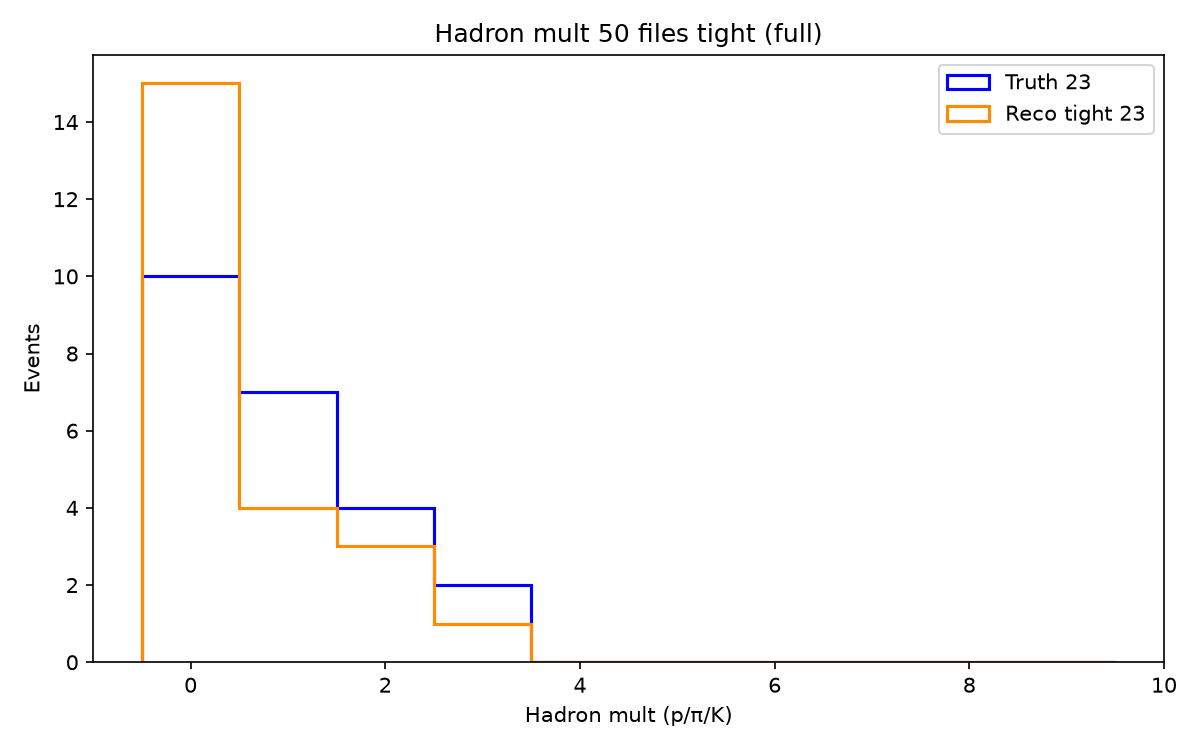 Hadron mult 50 files tight (full)
Truth 23
Reco tight 23
14
12
10
8
6
4
2
0
Events
0 2 4 6 8 10
Hadron mult (p/π/K)